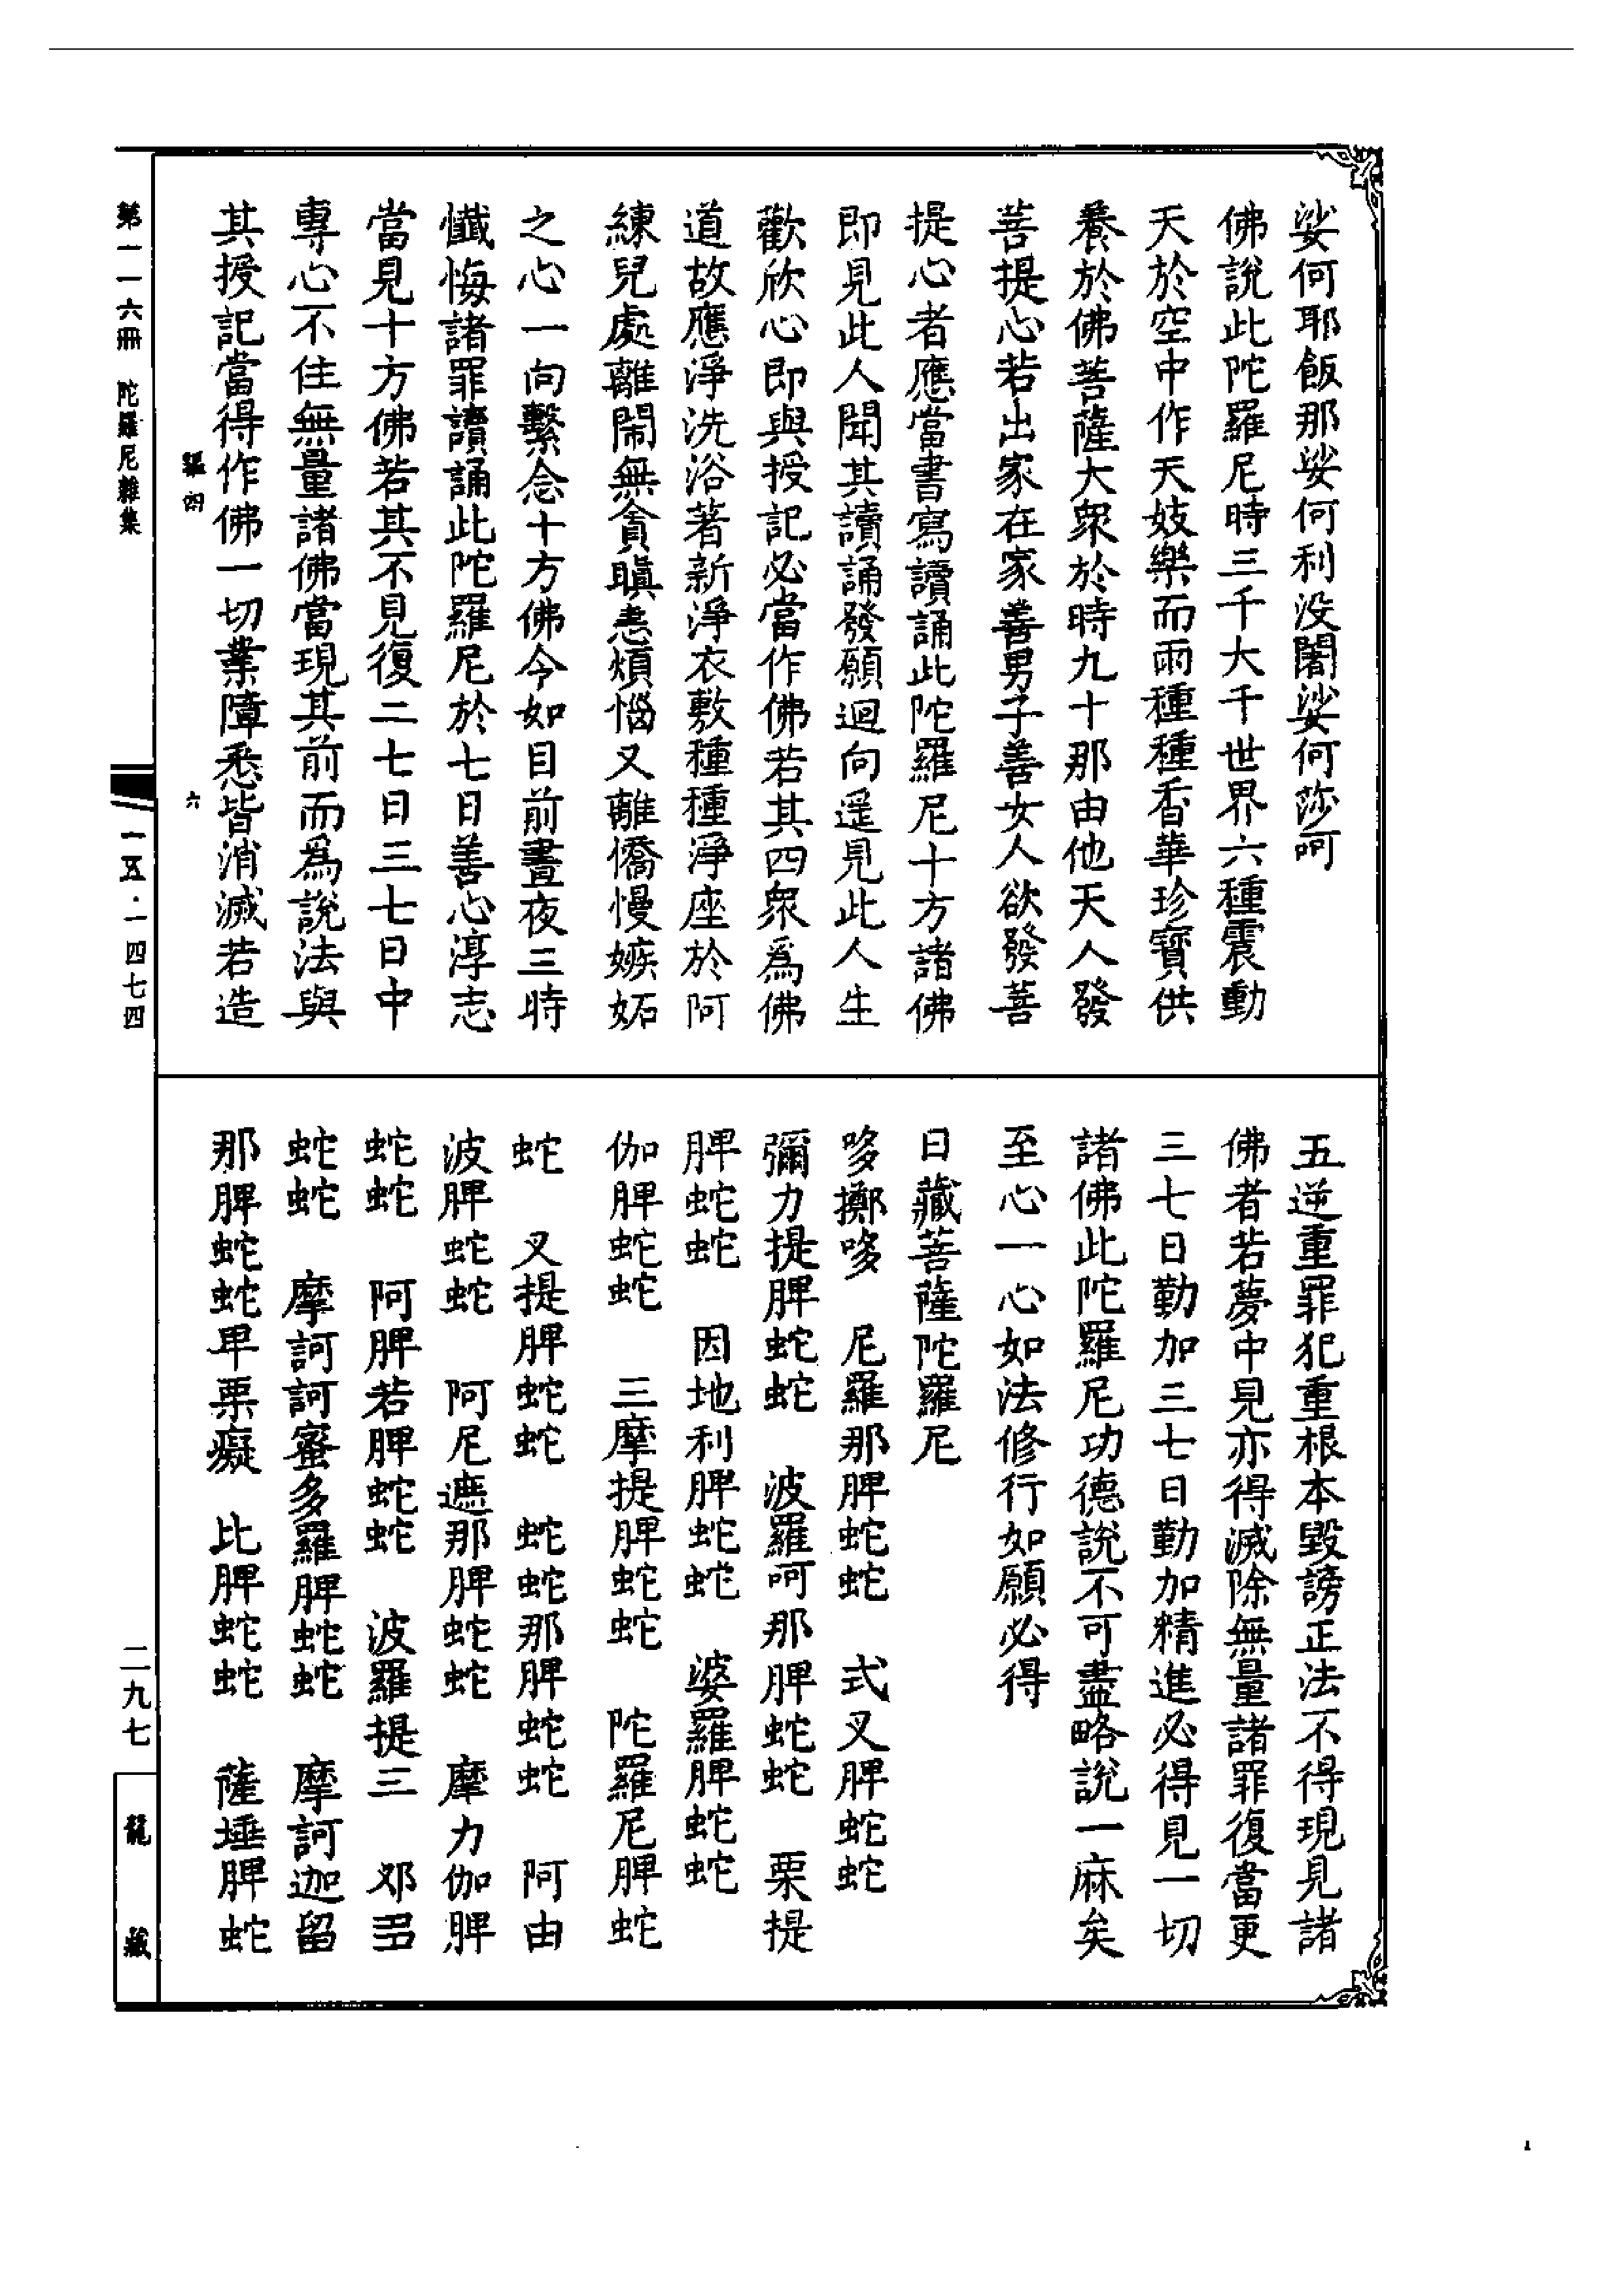 娑何耶飯那娑何利没闍娑何莎呵
佛說此陀羅尼時三千大千世界六種震動
天於空中作天妓樂而雨種種香華珍寶供
養於佛菩薩大衆於時九十那由他天人發
菩提心若出家在家善男子善女人欲發菩
提心者應當書寫讀誦此陀羅尼十方諸佛
即見此人聞其讀誦發願迴向遥見此人生
歡欣心即與授記必當作佛若其四衆爲佛
道故應淨洗浴著新淨衣敷種種淨座於阿
練兒處離閙無貪瞋恚煩惱又離憍慢嫉妬
之心一向繫念十方佛今如目前晝夜三時
懺悔諸罪讀誦此陀羅尼於七日善心淳志
當見十方佛若其不見復二七日三七日中
專心不住無量諸佛當現其前而爲說法與
其授記當得作佛一切業障悉皆消滅若造
六
五逆重罪犯重根本毀謗正法不得現見諸
佛者若夢中見亦得滅除無量諸罪復當更
三七日勤加三七日勤加精進必得見一切
諸佛此陀羅尼功德說不可盡略說一麻矣
至心一心如法修行如願必得
日藏菩薩陀羅尼
哆擲哆　尼羅那脾蛇蛇　式叉脾蛇蛇
彌力提脾蛇蛇　波羅呵那脾蛇蛇　栗提
脾蛇蛇　因地利脾蛇蛇　婆羅脾蛇蛇
伽脾蛇蛇　三摩提脾蛇蛇　陀羅尼脾蛇
蛇　叉提脾蛇蛇　蛇蛇那脾蛇蛇　阿由
波脾蛇蛇　阿尼遮那脾蛇蛇　摩力伽脾
蛇蛇　阿脾若脾蛇蛇　波羅提三　邓
蛇蛇　摩訶訶蜜多羅脾蛇蛇　摩訶迦留
那脾蛇蛇卑栗癡　比脾蛇蛇　薩埵脾蛇
第一一六冊　陀羅尼雜集
一五·一四七四
二九七
龍藏
1